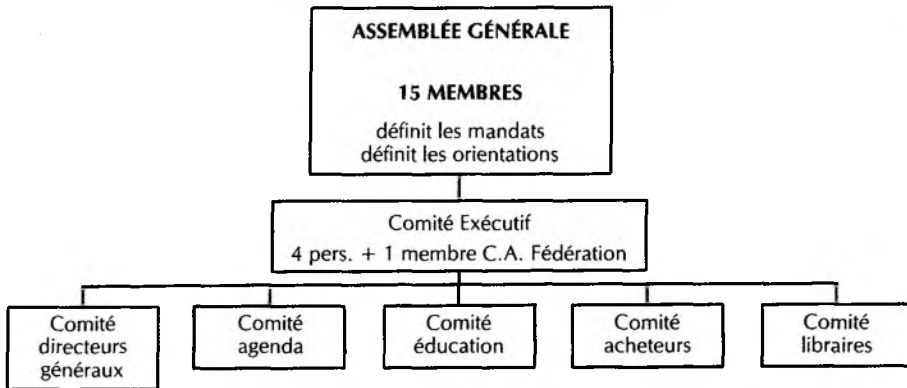 ASSEMBLÉE GÉNÉRALE
15 MEMBRES
définit les mandats
définit les orientations
Comité Exécutif
4 pers. + 1 membre C.A. Fédération
Comité
directeurs
généraux
Comité
agenda
Comité
éducation
Comité
acheteurs
Comité
libraires